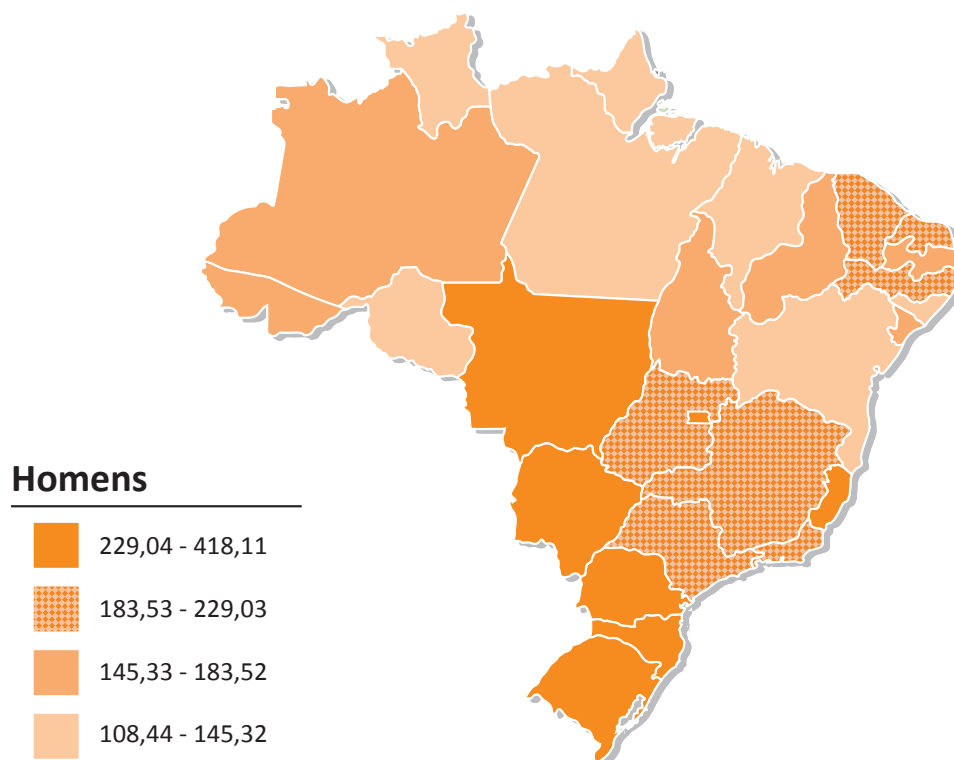 Homens
229,04 - 418,11
183,53 - 229,03
145,33 - 183,52
108,44 - 145,32